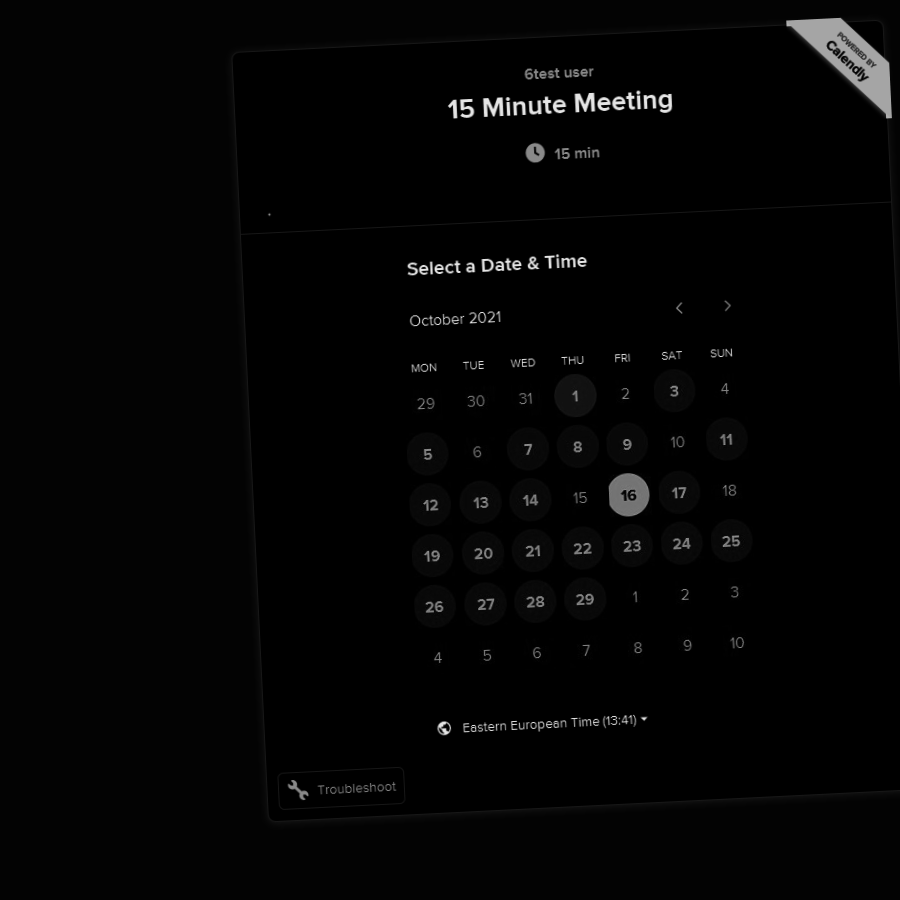 POWERED BY
Calendly
6test user
15 Minute Meeting
15 min
.
Select a Date & Time
October 2021
MON TUE WED THU FRI SAT SUN
29 30 31 1 2 3 4
5 6 7 8 9 10 11
12 13 14 15 16 17 18
19 20 21 22 23 24 25
26 27 28 29 1 2 3
4 5 6 7 8 9 10
Eastern European Time (13:41)
Troubleshoot